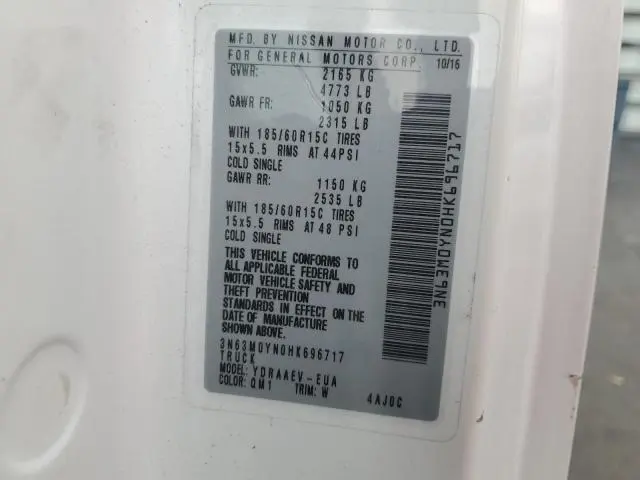 MFD. BY NISSAN MOTOR CO., LTD.
FOR GENERAL MOTORS CORP. 10/16
GVWR: 2165 KG
4773 LB
GAWR FR: 1050 KG
2315 LB
WITH 185/60R15C TIRES
15x5.5 RIMS AT 44PSI
COLD SINGLE
GAWR RR: 1150 KG
2535 LB
WITH 185/60R15C TIRES
15x5.5 RIMS AT 48 PSI
COLD SINGLE
THIS VEHICLE CONFORMS TO
ALL APPLICABLE FEDERAL
MOTOR VEHICLE SAFETY AND
THEFT PREVENTION
STANDARDS IN EFFECT ON THE
DATE OF MANUFACTURE
SHOWN ABOVE.
3N63M0YN0HK696717
TRUCK
MODEL: YDRAAEV-EUA
COLOR: QM1 TRIM: W 4AJ0C
3N63M0YN0HK696717